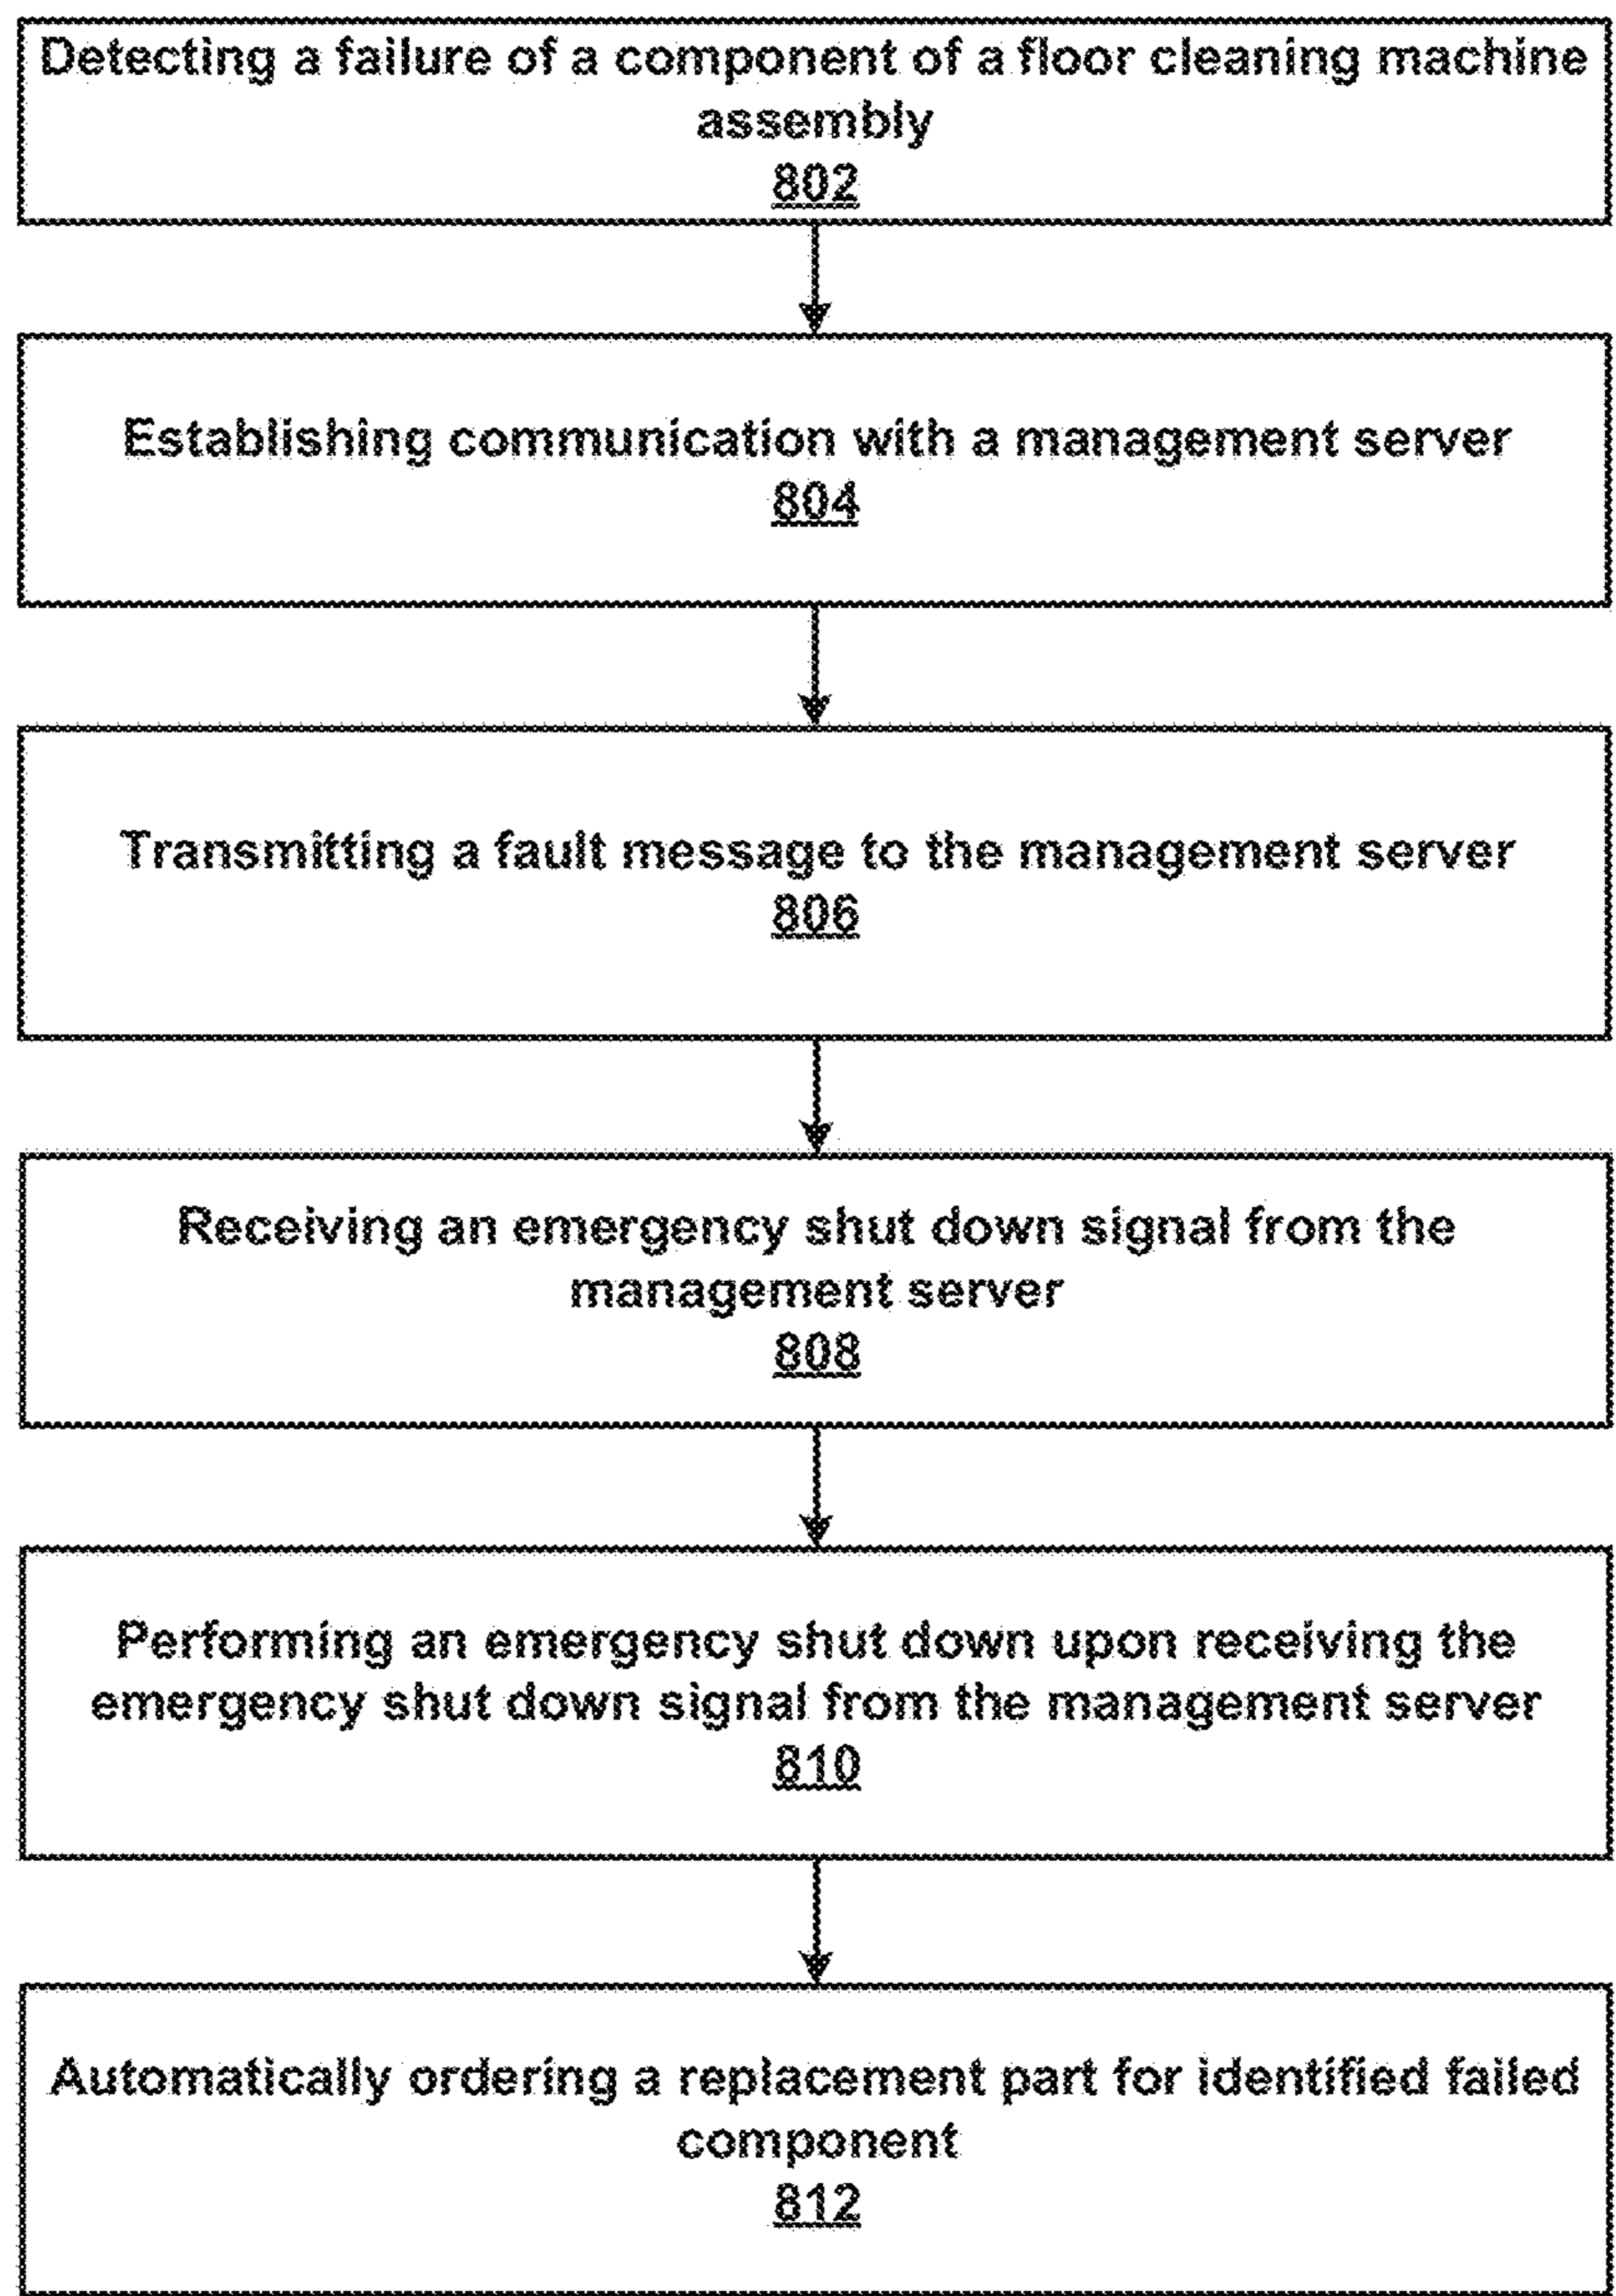 Detecting a failure of a component of a floor cleaning machine
assembly
802
Establishing communication with a management server
804
Transmitting a fault message to the management server
806
Receiving an emergency shut down signal from the
management server
808
Performing an emergency shut down upon receiving the
emergency shut down signal from the management server
810
Automatically ordering a replacement part for identified failed
component
812